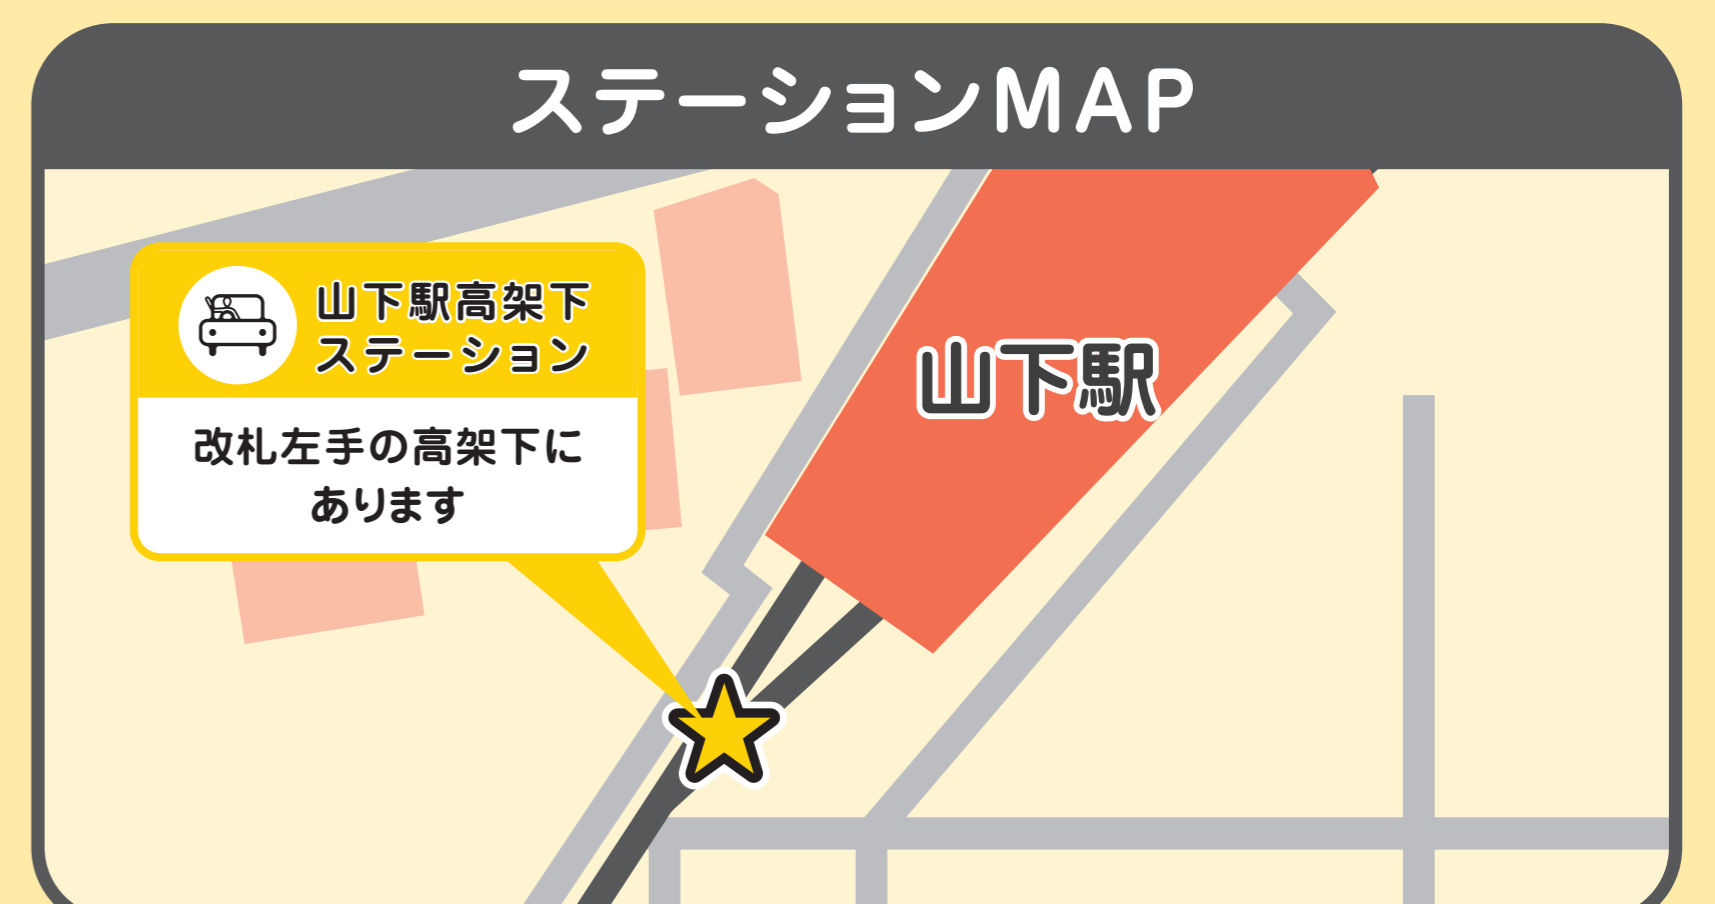 ステーションMAP
山下駅高架下
ステーション
改札左手の高架下に
あります
山下駅